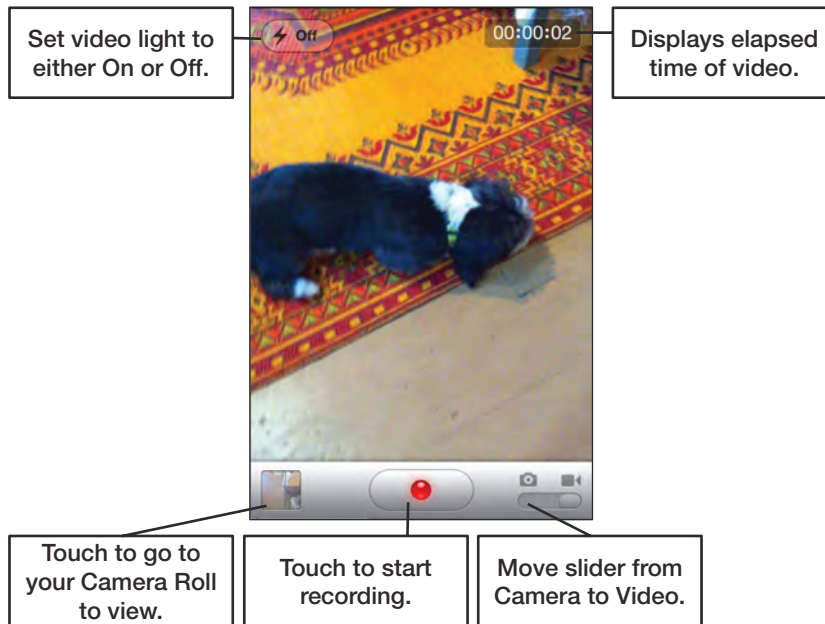 Set video light to
either On or Off.
Off
00:00:02
Displays elapsed
time of video.
Touch to go to
your Camera Roll
to view.
Touch to start
recording.
Move slider from
Camera to Video.